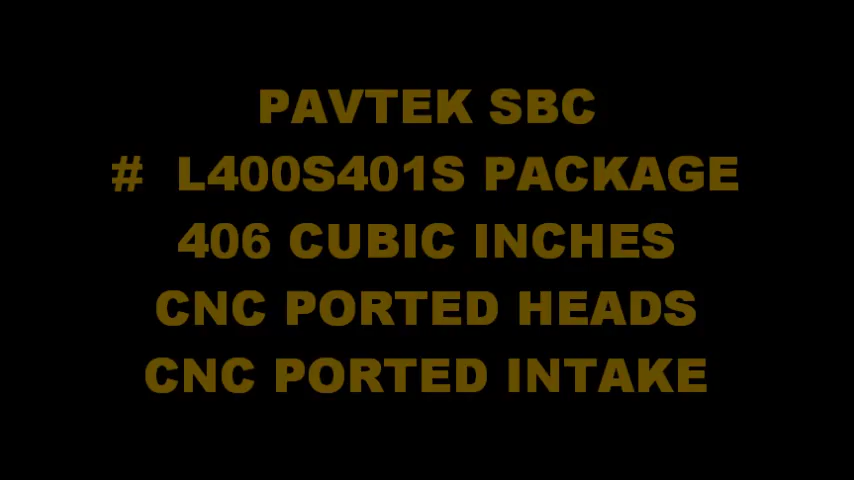 PAVTEK SBC
#  L400S401S PACKAGE
406 CUBIC INCHES
CNC PORTED HEADS
CNC PORTED INTAKE